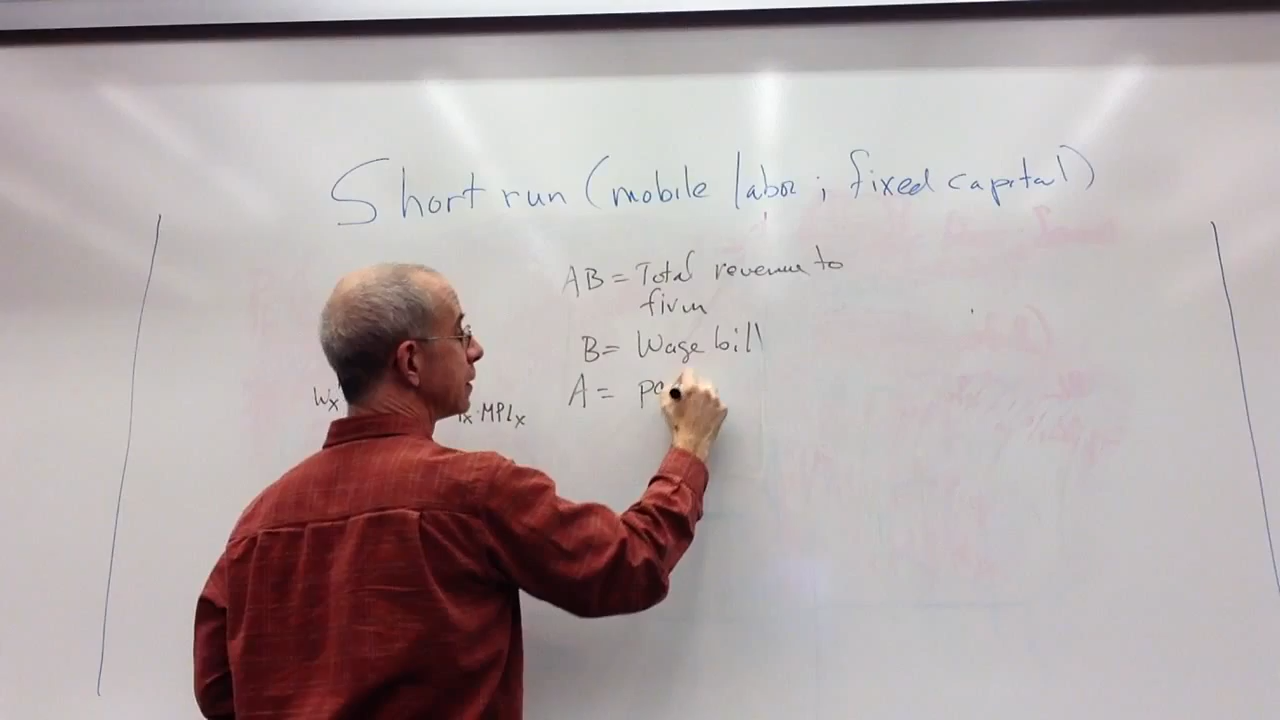 Short run (mobile labor ; fixed capital)
AB = Total revenue to
firm
B = Wage bill
A =
Wx
MPLx